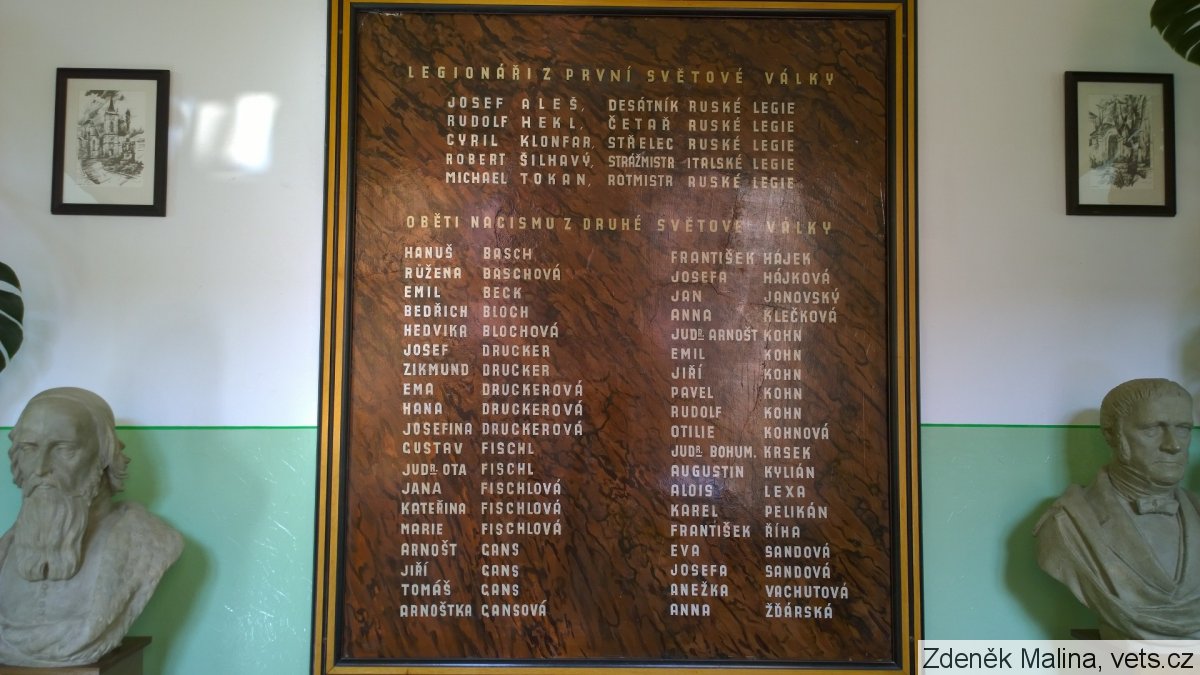 LEGIONÁŘI Z PRVNÍ SVĚTOVÉ VÁLKY
JOSEF ALEŠ, DESÁTNÍK RUSKÉ LEGIE
RUDOLF HEKL, ČETAŘ RUSKÉ LEGIE
CYRIL KLONFAR, STŘELEC RUSKÉ LEGIE
ROBERT ŠILHAVÝ, STRÁŽMISTR ITALSKÉ LEGIE
MICHAEL TOKAN, ROTMISTR RUSKÉ LEGIE
OBĚTI NACISMU Z DRUHÉ SVĚTOVÉ VÁLKY
HANUŠ BASCH
RŮŽENA BASCHOVÁ
EMIL BECK
BEDŘICH BLOCH
HEDVIKA BLOCHOVÁ
JOSEF DRUCKER
ZIKMUND DRUCKER
EMA DRUCKEROVÁ
HANA DRUCKEROVÁ
JOSEFINA DRUCKEROVÁ
GUSTAV FISCHL
JUDR. OTA FISCHL
JANA FISCHLOVÁ
KATEŘINA FISCHLOVÁ
MARIE FISCHLOVÁ
ARNOŠT GANS
JIŘÍ GANS
TOMÁŠ GANS
ARNOŠTKA GANSOVÁ
FRANTIŠEK HÁJEK
JOSEFA HÁJKOVÁ
JAN JANOVSKÝ
ANNA KLEČKOVÁ
JUDR. ARNOŠT KOHN
EMIL KOHN
JIŘÍ KOHN
PAVEL KOHN
RUDOLF KOHN
OTILIE KOHNOVÁ
JUDR. BOHUM. KRSEK
AUGUSTIN KYLIÁN
ALOIS LEXA
KAREL PELIKÁN
FRANTIŠEK ŘÍHA
EVA SANDOVÁ
JOSEFA SANDOVÁ
ANEŽKA VACHUTOVÁ
ANNA ŽĎÁRSKÁ
Zdeněk Malina, vets.cz